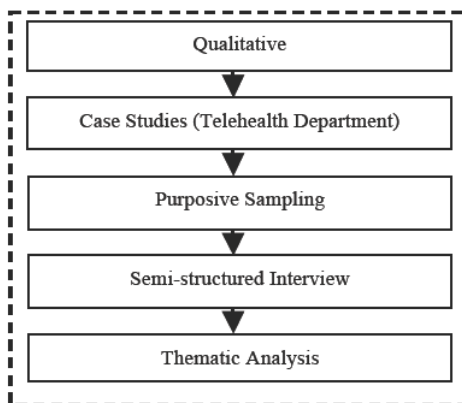 Qualitative
Case Studies (Telehealth Department)
Purposive Sampling
Semi-structured Interview
Thematic Analysis